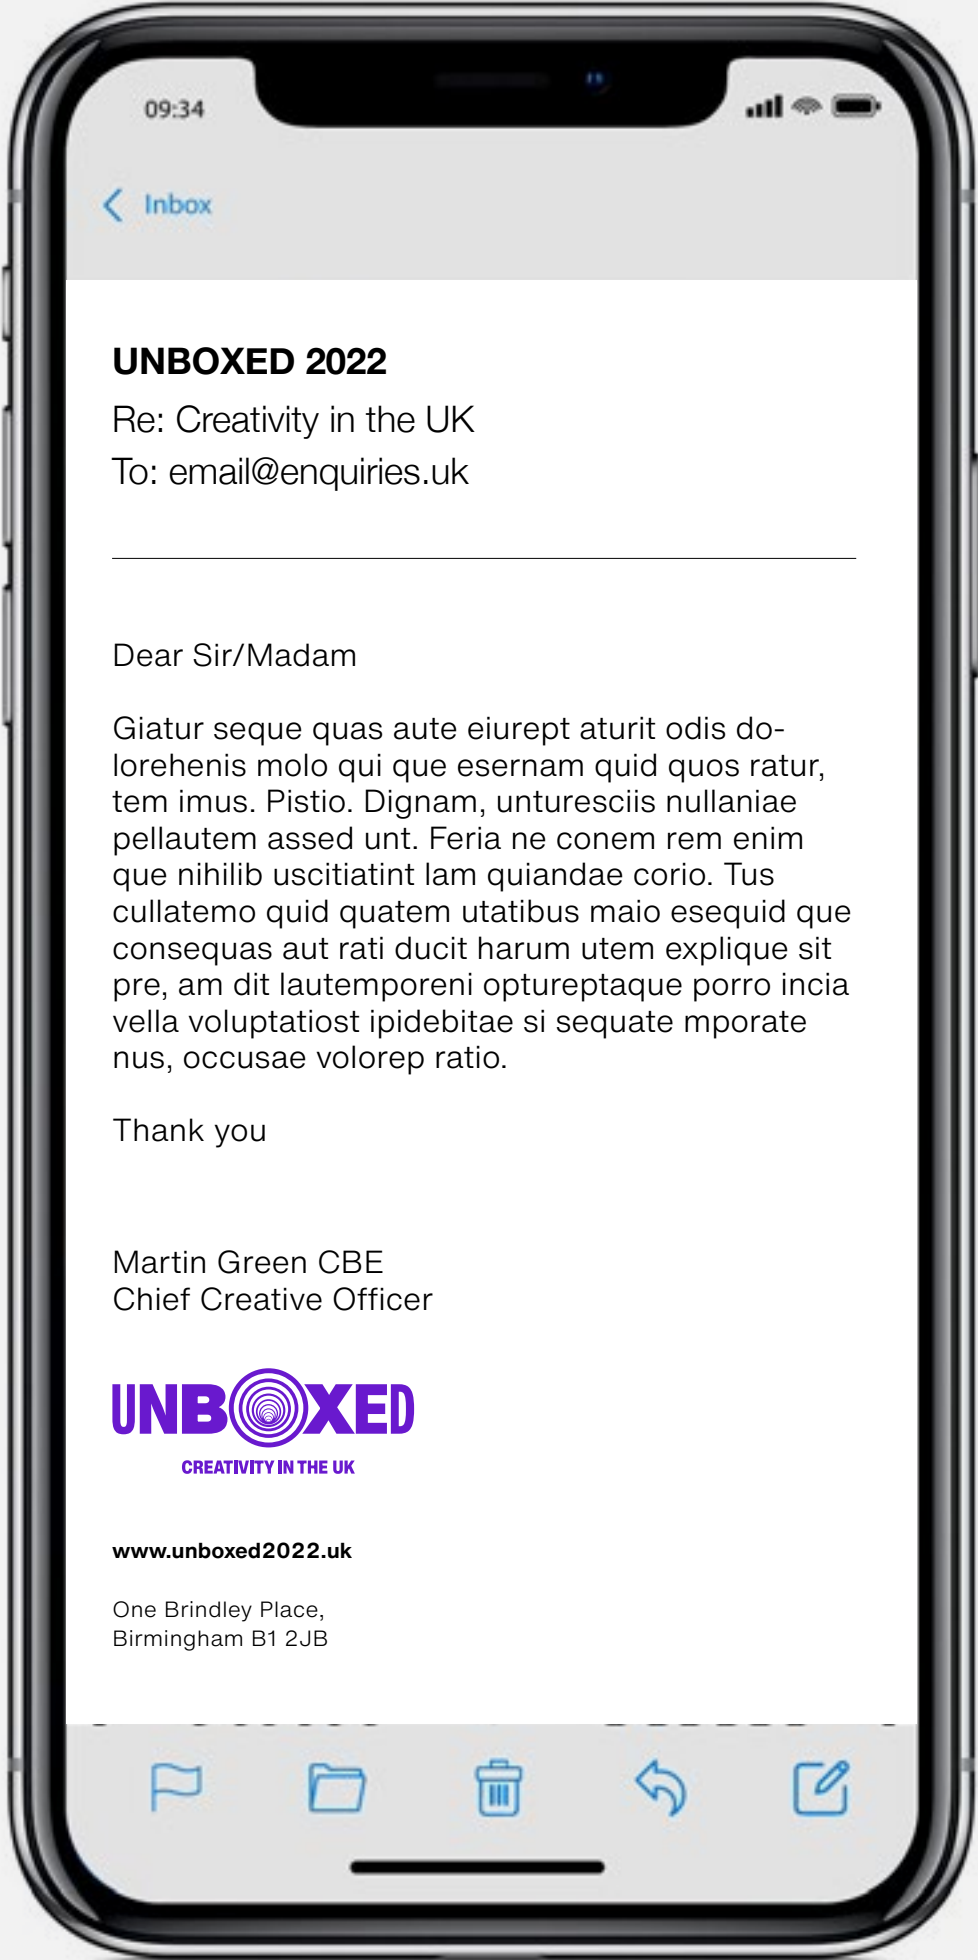 09:34
Inbox
UNBOXED 2022
Re: Creativity in the UK
To: email@enquiries.uk
Dear Sir/Madam
Giatur seque quas aute eiurept aturit odis do-
lorehenis molo qui que esernam quid quos ratur,
tem imus. Pistio. Dignam, unturesciis nullaniae
pellautem assed unt. Feria ne conem rem enim
que nihilib uscitiatint lam quiandae corio. Tus
cullatemo quid quatem utatibus maio esequid que
consequas aut rati ducit harum utem explique sit
pre, am dit lautemporeni optureptaque porro incia
vella voluptatiost ipidebitae si sequate mporate
nus, occusae volorep ratio.
Thank you
Martin Green CBE
Chief Creative Officer
UNBOXED
CREATIVITY IN THE UK
www.unboxed2022.uk
One Brindley Place,
Birmingham B1 2JB